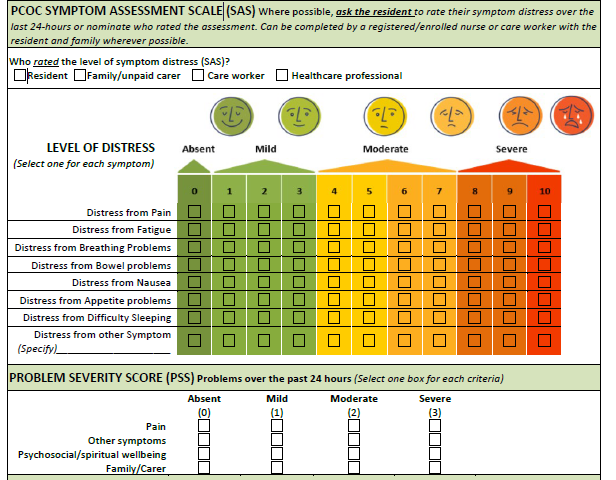 PCOC SYMPTOM ASSESSMENT SCALE (SAS) Where possible, ask the resident to rate their symptom distress over the
last 24-hours or nominate who rated the assessment. Can be completed by a registered/enrolled nurse or care worker with the
resident and family wherever possible.
Who rated the level of symptom distress (SAS)?
Resident Family/unpaid carer Care worker Healthcare professional
LEVEL OF DISTRESS
(Select one for each symptom)
Absent Mild Moderate Severe
0 1 2 3 4 5 6 7 8 9 10
Distress from Pain
Distress from Fatigue
Distress from Breathing Problems
Distress from Bowel problems
Distress from Nausea
Distress from Appetite problems
Distress from Difficulty Sleeping
Distress from other Symptom
(Specify)____________________
PROBLEM SEVERITY SCORE (PSS) Problems over the past 24 hours (Select one box for each criteria)
Absent Mild Moderate Severe
(0) (1) (2) (3)
Pain
Other symptoms
Psychosocial/spiritual wellbeing
Family/Carer